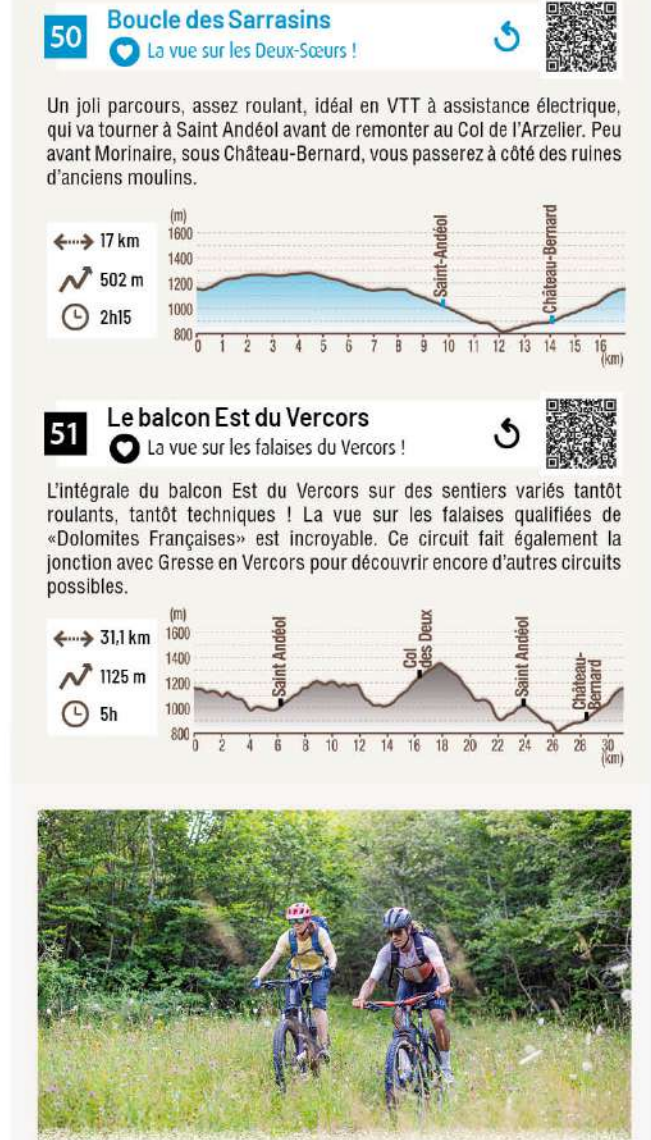 50
Boucle des Sarrasins
La vue sur les Deux-Sœurs !
Un joli parcours, assez roulant, idéal en VTT à assistance électrique,
qui va tourner à Saint Andéol avant de remonter au Col de l'Arzelier. Peu
avant Morinaire, sous Château-Bernard, vous passerez à côté des ruines
d'anciens moulins.
17 km
502 m
2h15
(m)
1600
1400
1200
1000
800
Saint-Andéol
Château-Bernard
0 1 2 3 4 5 6 7 8 9 10 11 12 13 14 15 16
(km)
51
Le balcon Est du Vercors
La vue sur les falaises du Vercors !
L'intégrale du balcon Est du Vercors sur des sentiers variés tantôt
roulants, tantôt techniques ! La vue sur les falaises qualifiées de
«Dolomites Françaises» est incroyable. Ce circuit fait également la
jonction avec Gresse en Vercors pour découvrir encore d'autres circuits
possibles.
31,1 km
1125 m
5h
(m)
1600
1400
1200
1000
800
Saint Andéol
Col
des Deux
Saint Andéol
Château-
Bernard
0 2 4 6 8 10 12 14 16 18 20 22 24 26 28 30
(km)